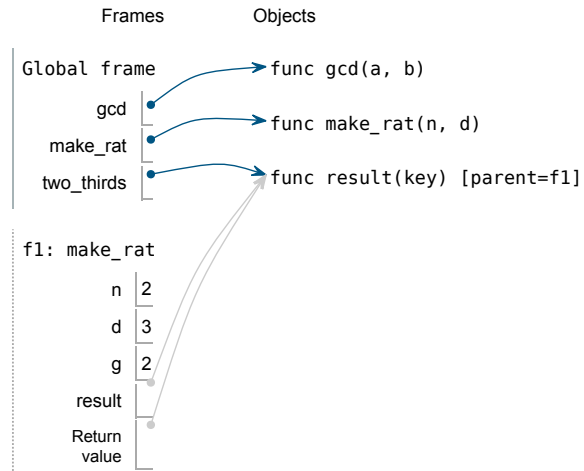 Frames Objects
Global frame func gcd(a, b)
gcd
make_rat func make_rat(n, d)
two_thirds func result(key) [parent=f1]
f1: make_rat
n 2
d 3
g 2
result
Return
value